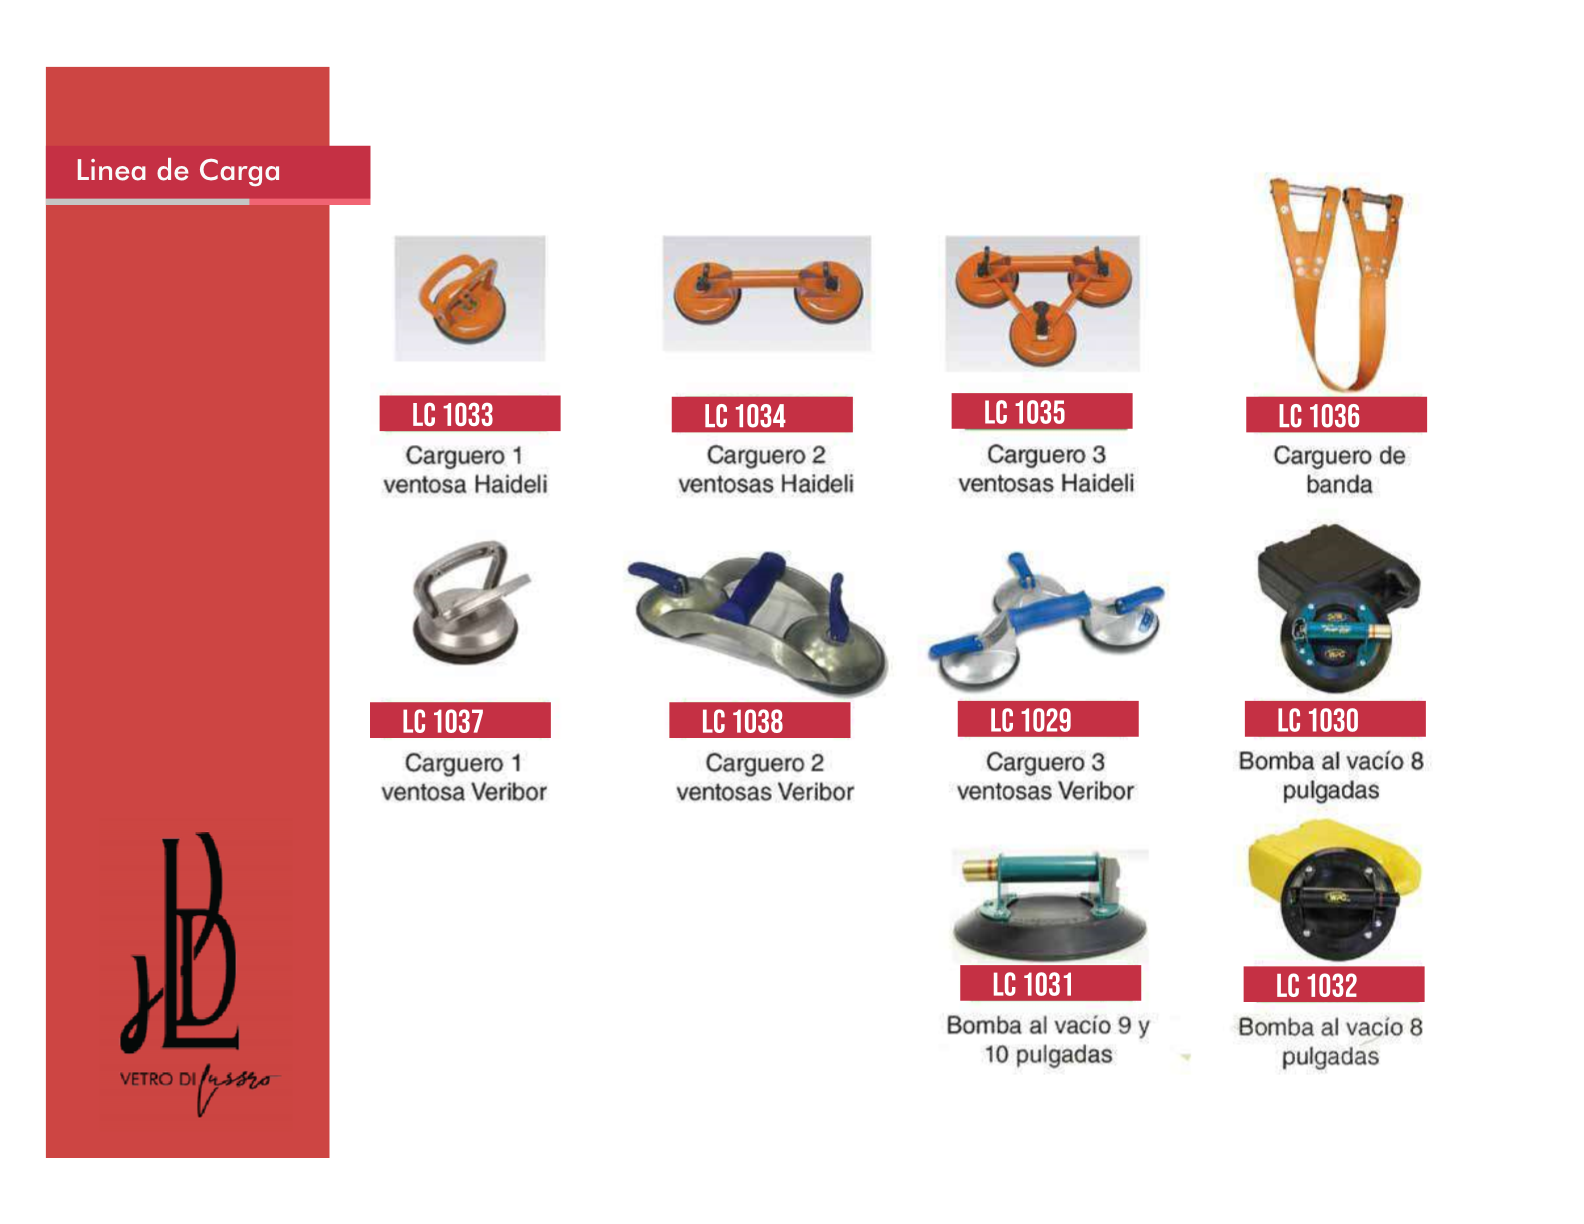 Linea de Carga
LC 1033
Carguero 1
ventosa Haideli
LC 1034
Carguero 2
ventosas Haideli
LC 1035
Carguero 3
ventosas Haideli
LC 1036
Carguero de
banda
LC 1037
Carguero 1
ventosa Veribor
LC 1038
Carguero 2
ventosas Veribor
LC 1029
Carguero 3
ventosas Veribor
LC 1030
Bomba al vacío 8
pulgadas
LC 1031
Bomba al vacío 9 y
10 pulgadas
LC 1032
Bomba al vacío 8
pulgadas
VETRO DI Lussro